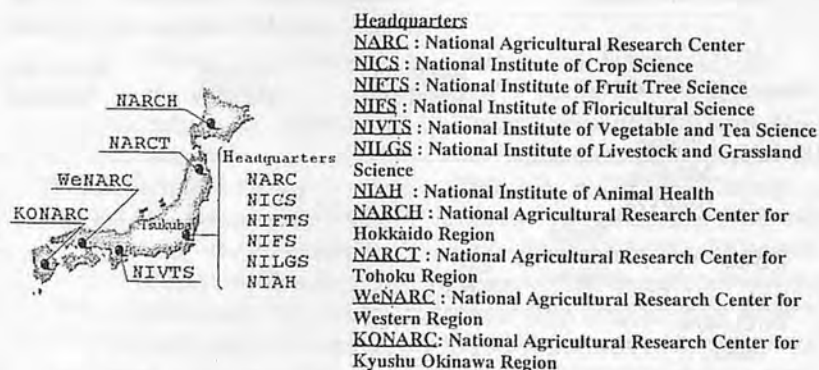 NARCH
NARCT
WeNARC
KONARC
Tsukuba
NIVTS
Headquarters
NARC
NICS
NIFTS
NIFS
NILGS
NIAH
Headquarters
NARC : National Agricultural Research Center
NICS : National Institute of Crop Science
NIFTS : National Institute of Fruit Tree Science
NIFS : National Institute of Floricultural Science
NIVTS : National Institute of Vegetable and Tea Science
NILGS : National Institute of Livestock and Grassland
Science
NIAH : National Institute of Animal Health
NARCH : National Agricultural Research Center for
Hokkaido Region
NARCT : National Agricultural Research Center for
Tohoku Region
WeNARC : National Agricultural Research Center for
Western Region
KONARC: National Agricultural Research Center for
Kyushu Okinawa Region